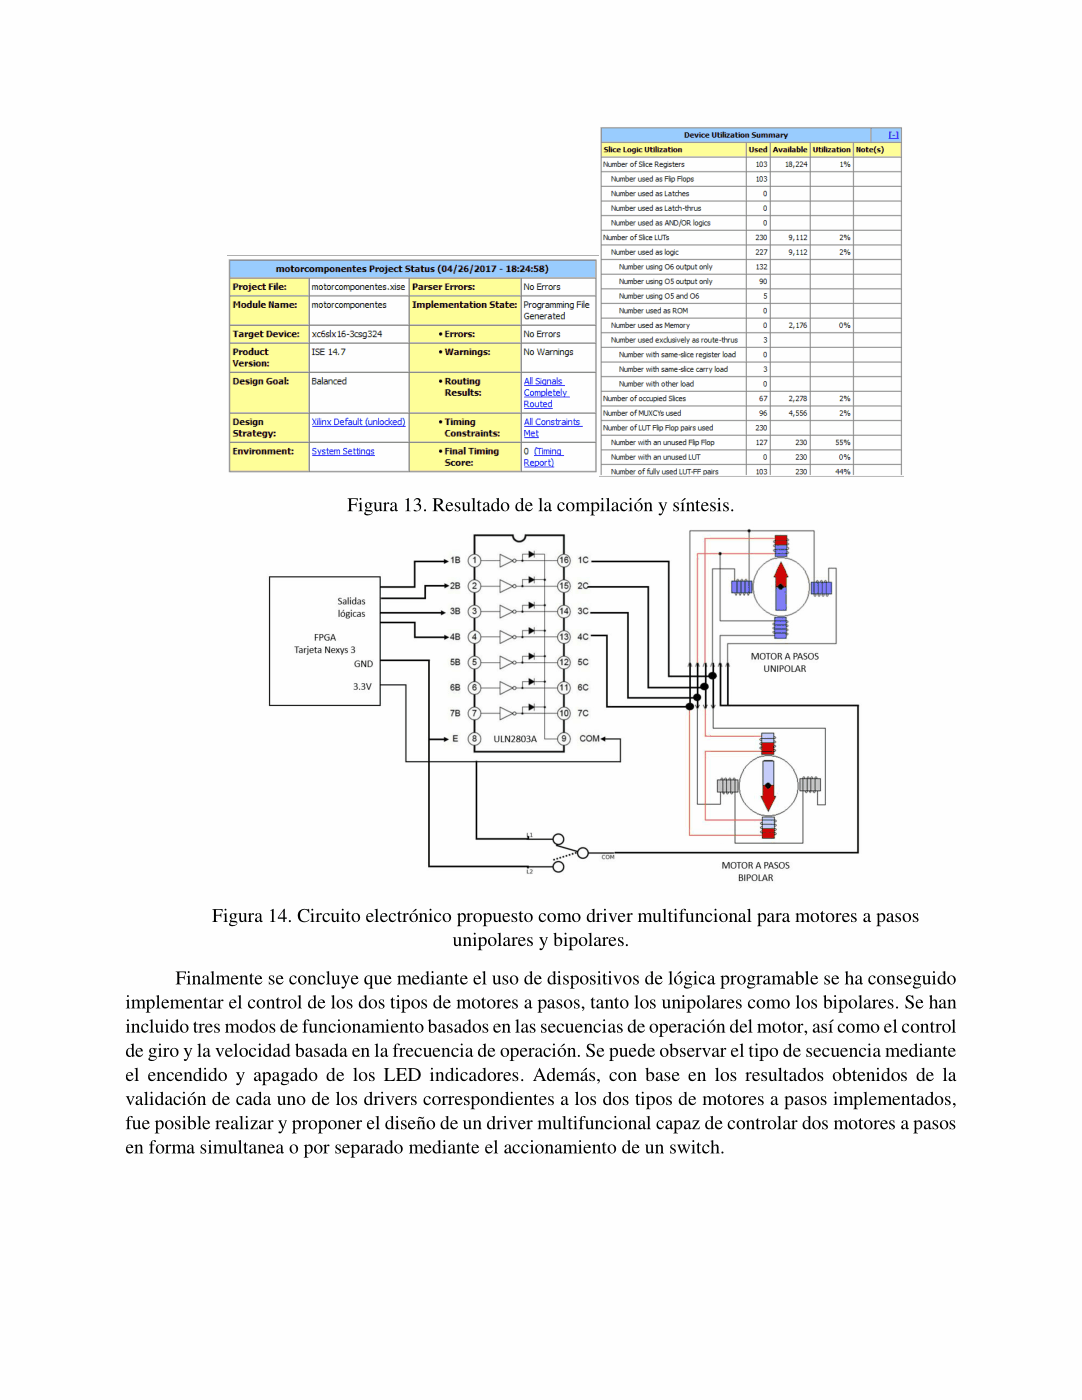 Device Utilization Summary [-]
Slice Logic Utilization Used Available Utilization Note(s)
Number of Slice Registers 103 18,224 1%
Number used as Flip Flops 103
Number used as Latches 0
Number used as Latch-thrus 0
Number used as AND/OR logics 0
Number of Slice LUTs 230 9,112 2%
Number used as logic 227 9,112 2%
Number using O6 output only 132
Number using O5 output only 90
Number using O5 and O6 5
Number used as ROM 0
Number used as Memory 0 2,176 0%
Number used exclusively as route-thrus 3
Number with same-slice register load 0
Number with same-slice carry load 3
Number with other load 0
Number of occupied Slices 67 2,278 2%
Number of MUXCYs used 96 4,556 2%
Number of LUT Flip Flop pairs used 230
Number with an unused Flip Flop 127 230 55%
Number with an unused LUT 0 230 0%
Number of fully used LUT-FF pairs 103 230 44%
motorcomponentes Project Status (04/26/2017 - 18:24:58)
Project File: motorcomponentes.xise Parser Errors: No Errors
Module Name: motorcomponentes Implementation State: Programming File Generated
Target Device: xc6slx16-3csg324 • Errors: No Errors
Product Version: ISE 14.7 • Warnings: No Warnings
Design Goal: Balanced • Routing Results: All Signals Completely Routed
Design Strategy: Xilinx Default (unlocked) • Timing Constraints: All Constraints Met
Environment: System Settings • Final Timing Score: 0 (Timing Report)
Figura 13. Resultado de la compilación y síntesis.
Salidas
lógicas
FPGA
Tarjeta Nexys 3
GND
3.3V
1B 1 16 1C
2B 2 15 2C
3B 3 14 3C
4B 4 13 4C
5B 5 12 5C
6B 6 11 6C
7B 7 10 7C
E 8 ULN2803A 9 COM
L1
L2
COM
MOTOR A PASOS
UNIPOLAR
MOTOR A PASOS
BIPOLAR
Figura 14. Circuito electrónico propuesto como driver multifuncional para motores a pasos
unipolares y bipolares.
Finalmente se concluye que mediante el uso de dispositivos de lógica programable se ha conseguido
implementar el control de los dos tipos de motores a pasos, tanto los unipolares como los bipolares. Se han
incluido tres modos de funcionamiento basados en las secuencias de operación del motor, así como el control
de giro y la velocidad basada en la frecuencia de operación. Se puede observar el tipo de secuencia mediante
el encendido y apagado de los LED indicadores. Además, con base en los resultados obtenidos de la
validación de cada uno de los drivers correspondientes a los dos tipos de motores a pasos implementados,
fue posible realizar y proponer el diseño de un driver multifuncional capaz de controlar dos motores a pasos
en forma simultanea o por separado mediante el accionamiento de un switch.